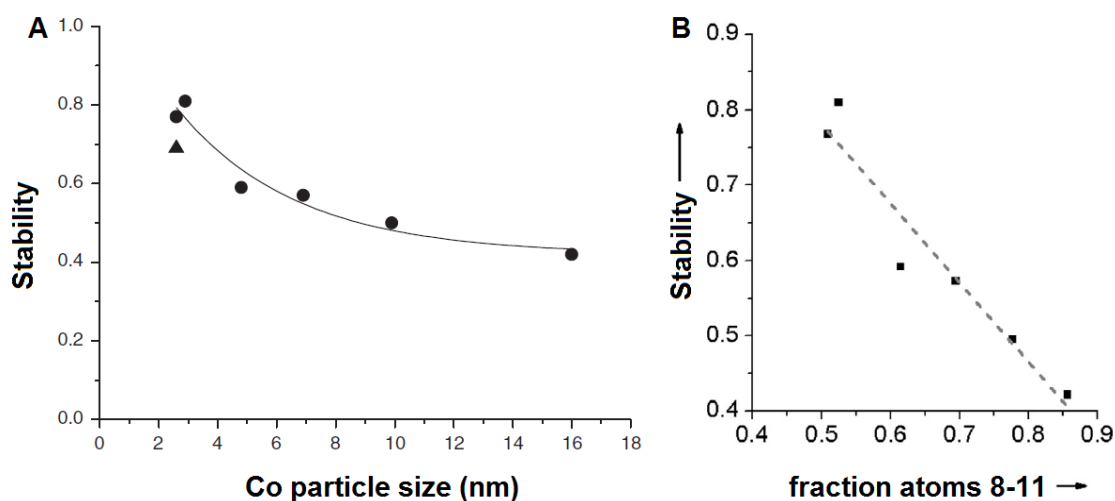 A
Stability
1.0
0.8
0.6
0.4
0.2
0.0
0 2 4 6 8 10 12 14 16 18
Co particle size (nm)
B
Stability
0.9
0.8
0.7
0.6
0.5
0.4
0.4 0.5 0.6 0.7 0.8 0.9
fraction atoms 8-11